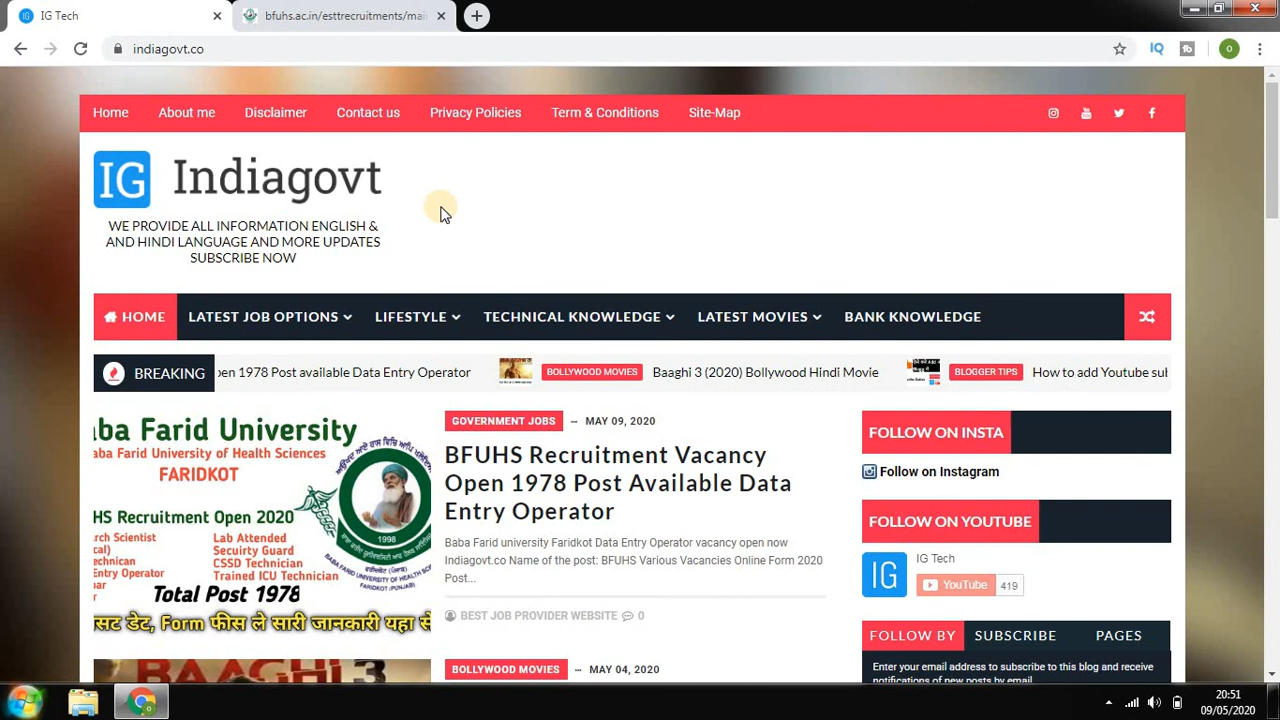 IG Tech
bfuhs.ac.in/esttrecruitments/mai
indiagovt.co
IQ
tb
O
Home About me Disclaimer Contact us Privacy Policies Term & Conditions Site-Map
IG Indiagovt
WE PROVIDE ALL INFORMATION ENGLISH &
AND HINDI LANGUAGE AND MORE UPDATES
SUBSCRIBE NOW
HOME LATEST JOB OPTIONS LIFESTYLE TECHNICAL KNOWLEDGE LATEST MOVIES BANK KNOWLEDGE
BREAKING pen 1978 Post available Data Entry Operator BOLLYWOOD MOVIES Baaghi 3 (2020) Bollywood Hindi Movie BLOGGER TIPS How to add Youtube sub
aba Farid University
aba Farid University of Health Sciences
FARIDKOT
HS Recruitment Open 2020
rch Scientist
cal)
chnician
Entry Operator
ar
r
Lab Attended
Secuirty Guard
CSSD Technician
Trained ICU Technician
Total Post 1978
सट डेट, Form फीस ले सारी जानकारी यहा से
1998
GOVERNMENT JOBS – MAY 09, 2020
BFUHS Recruitment Vacancy
Open 1978 Post Available Data
Entry Operator
Baba Farid university Faridkot Data Entry Operator vacancy open now
Indiagovt.co Name of the post: BFUHS Various Vacancies Online Form 2020
Post...
BEST JOB PROVIDER WEBSITE 0
BAAGHI 3
BOLLYWOOD MOVIES – MAY 04, 2020
FOLLOW ON INSTA
Follow on Instagram
FOLLOW ON YOUTUBE
IG
IG Tech
YouTube 419
FOLLOW BY SUBSCRIBE PAGES
Enter your email address to subscribe to this blog and receive
notifications of new posts by email.
20:51
09/05/2020